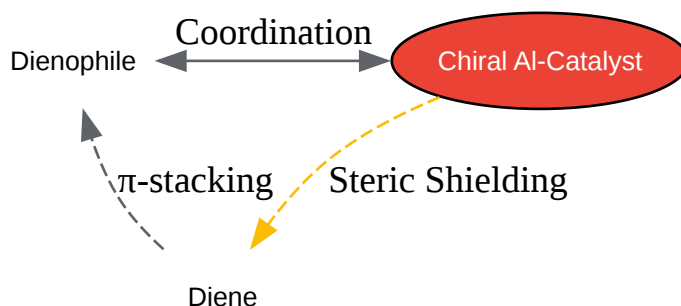 Coordination
Dienophile
Chiral Al-Catalyst
π-stacking
Steric Shielding
Diene